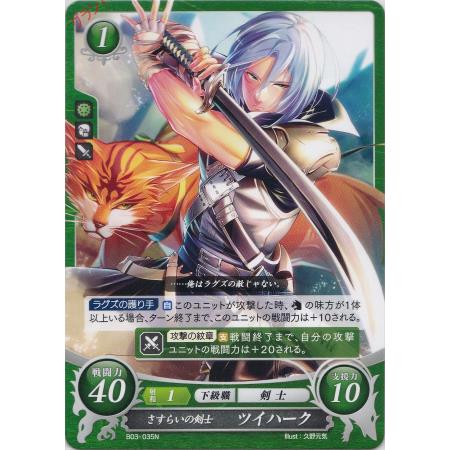 1
……俺はラグズの敵じゃない。
ラグズの護り手 自 このユニットが攻撃した時、の味方が1体
以上いる場合、ターン終了まで、このユニットの戦闘力は+10される。
攻撃の紋章 支 戦闘終了まで、自分の攻撃
ユニットの戦闘力は+20される。
戦闘力
40
射程
1
下級職
剣士
支援力
10
さすらいの剣士 ツイハーク
B03-035N
Illust:久野元気